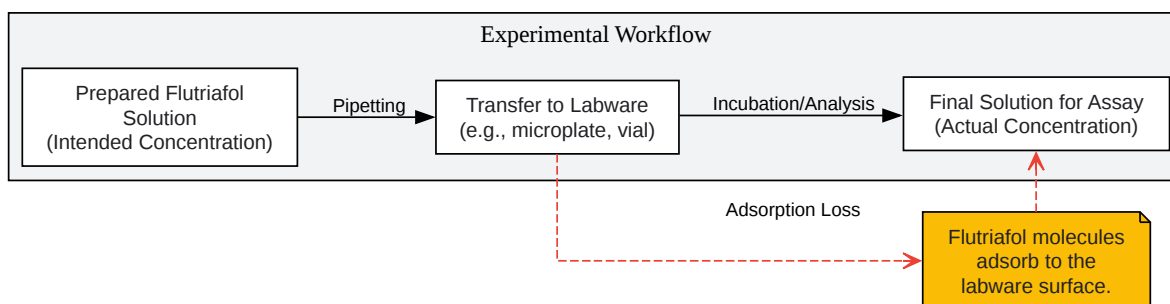 Experimental Workflow
Prepared Flutriafol
Solution
(Intended Concentration)
Pipetting
Transfer to Labware
(e.g., microplate, vial)
Incubation/Analysis
Final Solution for Assay
(Actual Concentration)
Adsorption Loss
Flutriafol molecules
adsorb to the
labware surface.